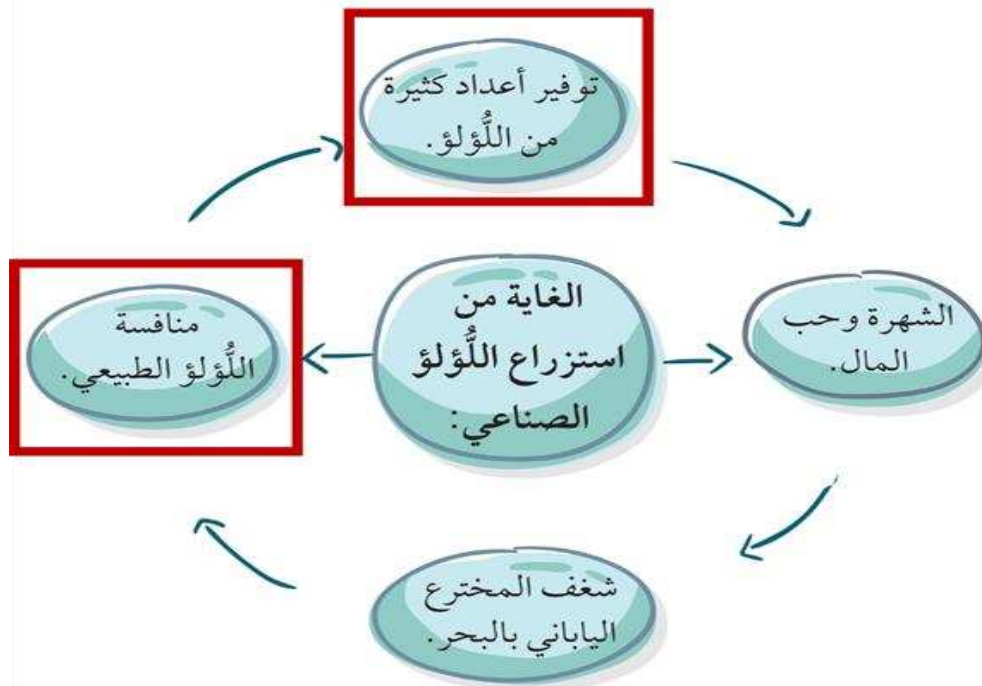 توفير أعداد كثيرة
من اللُّؤلؤ.
الغاية من
استزراع اللُّؤلؤ
الصناعي:
الشهرة وحب
المال.
منافسة
اللُّؤلؤ الطبيعي.
شغف المخترع
الياباني بالبحر.